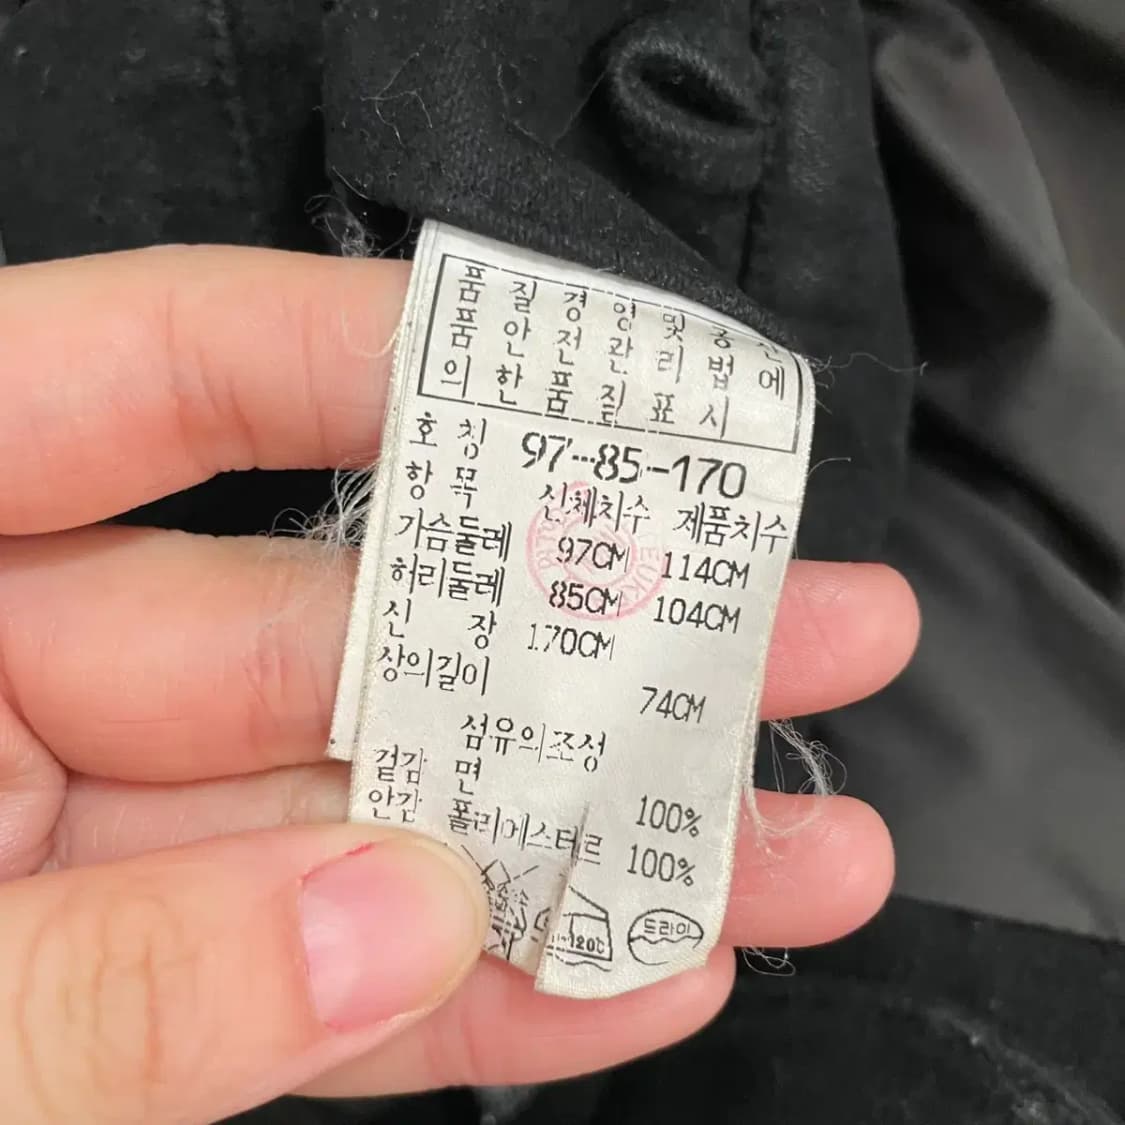 품 질 경 영 및 공 산
품 안 전 관 리 법 에
의 한 품 질 표 시
호 칭 97-85-170
항 목 신체치수 제품치수
가슴둘레 97CM 114CM
허리둘레 85CM 104CM
신 장 170CM
상의길이 74CM
섬유의조성
겉감 면 100%
안감 폴리에스터르 100%
120℃
드라이